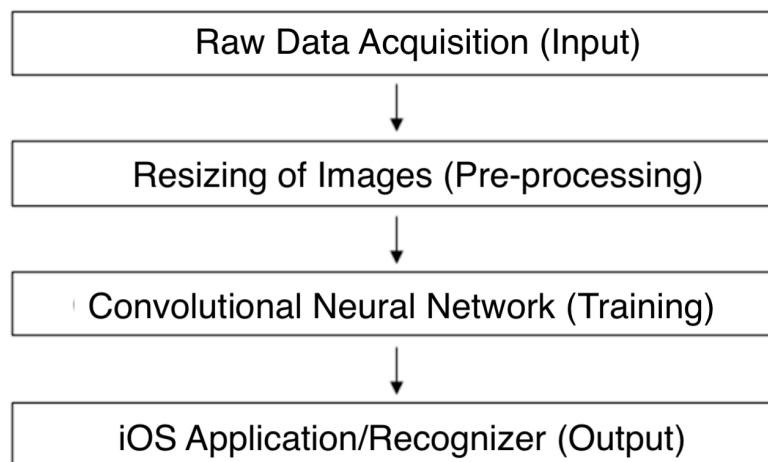 Raw Data Acquisition (Input)
Resizing of Images (Pre-processing)
Convolutional Neural Network (Training)
iOS Application/Recognizer (Output)